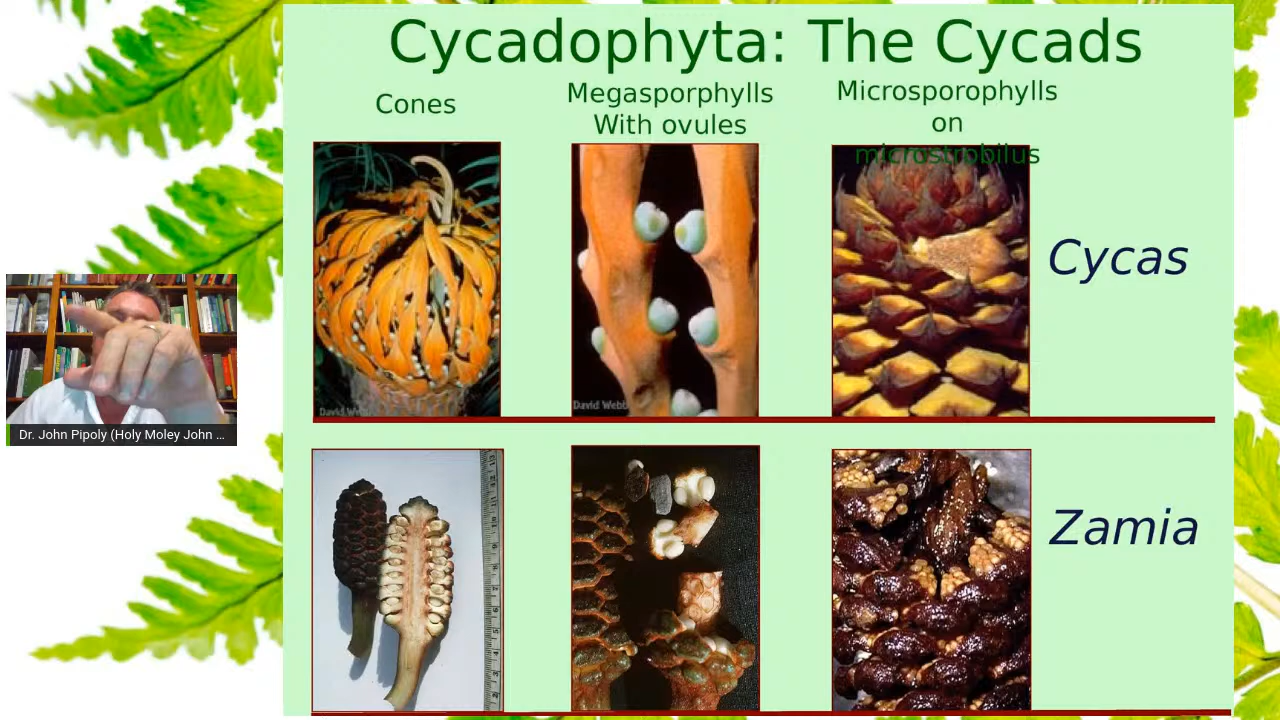 Cycadophyta: The Cycads
Cones
Megasporphylls
With ovules
Microsporophylls
on
microstrobilus
David Webb
David Webb
Cycas
Dr. John Pipoly (Holy Moley John ...
Zamia